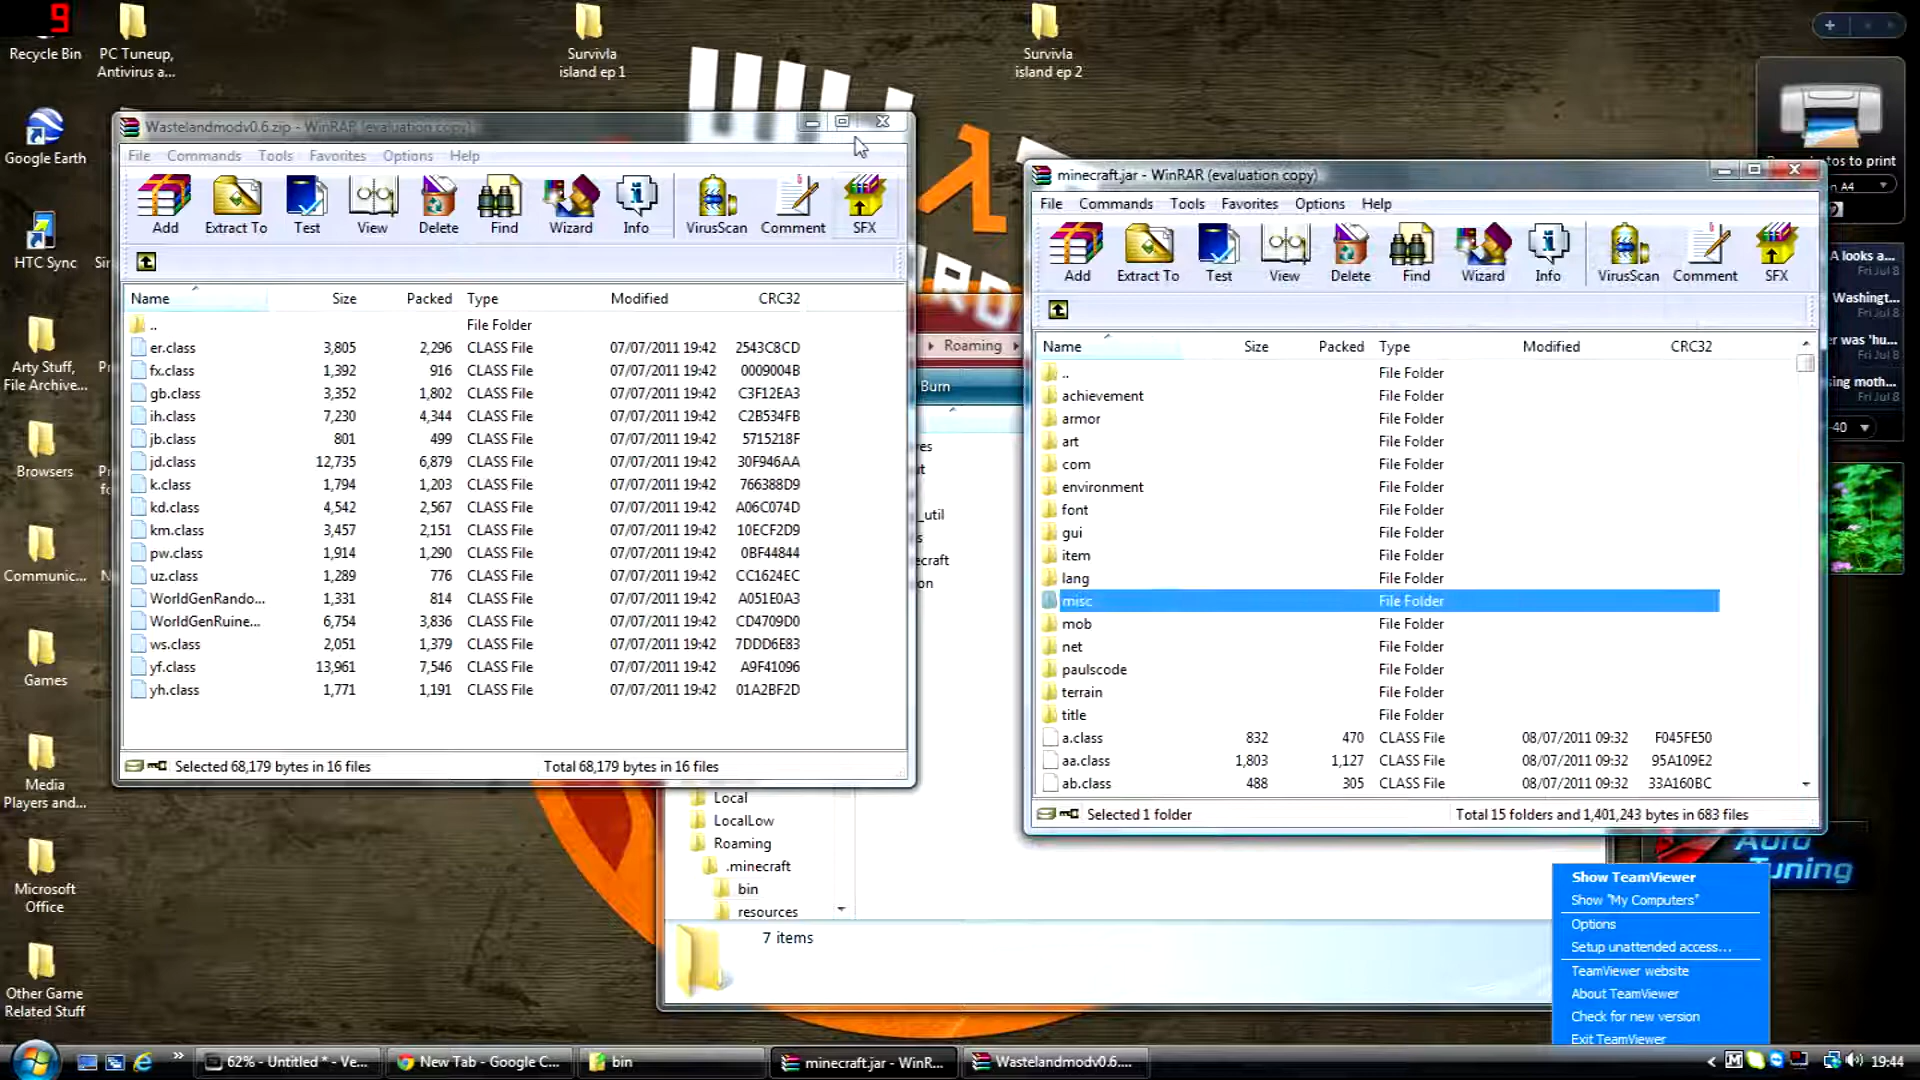 9
Recycle Bin
PC Tuneup,
Antivirus a...
Survivla
island ep 1
Survivla
island ep 2
Google Earth
HTC Sync
Arty Stuff,
File Archive...
Browsers
Communic...
Games
Media
Players and...
Microsoft
Office
Other Game
Related Stuff
Wastelandmodv0.6.zip - WinRAR (evaluation copy)
File Commands Tools Favorites Options Help
Add Extract To Test View Delete Find Wizard Info VirusScan Comment SFX
Name Size Packed Type Modified CRC32
.. File Folder
er.class 3,805 2,296 CLASS File 07/07/2011 19:42 2543C8CD
fx.class 1,392 916 CLASS File 07/07/2011 19:42 0009004B
gb.class 3,352 1,802 CLASS File 07/07/2011 19:42 C3F12EA3
ih.class 7,230 4,344 CLASS File 07/07/2011 19:42 C2B534FB
jb.class 801 499 CLASS File 07/07/2011 19:42 5715218F
jd.class 12,735 6,879 CLASS File 07/07/2011 19:42 30F946AA
k.class 1,794 1,203 CLASS File 07/07/2011 19:42 766388D9
kd.class 4,542 2,567 CLASS File 07/07/2011 19:42 A06C074D
km.class 3,457 2,151 CLASS File 07/07/2011 19:42 10ECF2D9
pw.class 1,914 1,290 CLASS File 07/07/2011 19:42 0BF44844
uz.class 1,289 776 CLASS File 07/07/2011 19:42 CC1624EC
WorldGenRando... 1,331 814 CLASS File 07/07/2011 19:42 A051E0A3
WorldGenRuine... 6,754 3,836 CLASS File 07/07/2011 19:42 CD4709D0
ws.class 2,051 1,379 CLASS File 07/07/2011 19:42 7DDD6E83
yf.class 13,961 7,546 CLASS File 07/07/2011 19:42 A9F41096
yh.class 1,771 1,191 CLASS File 07/07/2011 19:42 01A2BF2D
Selected 68,179 bytes in 16 files Total 68,179 bytes in 16 files
Roaming
Burn
_util
Local
LocalLow
Roaming
.minecraft
bin
resources
7 items
minecraft.jar - WinRAR (evaluation copy)
File Commands Tools Favorites Options Help
Add Extract To Test View Delete Find Wizard Info VirusScan Comment SFX
Name Size Packed Type Modified CRC32
.. File Folder
achievement File Folder
armor File Folder
art File Folder
com File Folder
environment File Folder
font File Folder
gui File Folder
item File Folder
lang File Folder
misc File Folder
mob File Folder
net File Folder
paulscode File Folder
terrain File Folder
title File Folder
a.class 832 470 CLASS File 08/07/2011 09:32 F045FE50
aa.class 1,803 1,127 CLASS File 08/07/2011 09:32 95A109E2
ab.class 488 305 CLASS File 08/07/2011 09:32 33A160BC
Selected 1 folder Total 15 folders and 1,401,243 bytes in 683 files
to print
A4
A looks a...
Fri Jul 8
Washingt...
Fri Jul 8
er was 'hu...
Fri Jul 8
ing moth...
Fri Jul 8
-40
Auto
Tuning
Show TeamViewer
Show "My Computers"
Options
Setup unattended access...
TeamViewer website
About TeamViewer
Check for new version
Exit TeamViewer
62% - Untitled * - Ve...
New Tab - Google C...
bin
minecraft.jar - WinR...
Wastelandmodv0.6....
19:44